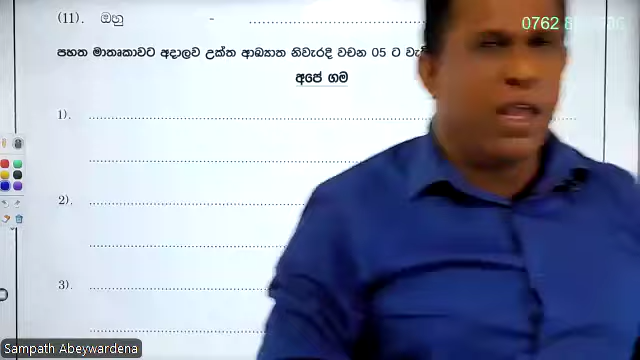 (11). ඔහු - ........................................
0762 8
පහත මාතෘකාවට අදාලව උක්ත ආඛ්‍යාත නිවැරදි වචන 05 ට
අපේ ගම
1). ........................................
........................................
2). ........................................
........................................
3). ........................................
........................................
Sampath Abeywardena